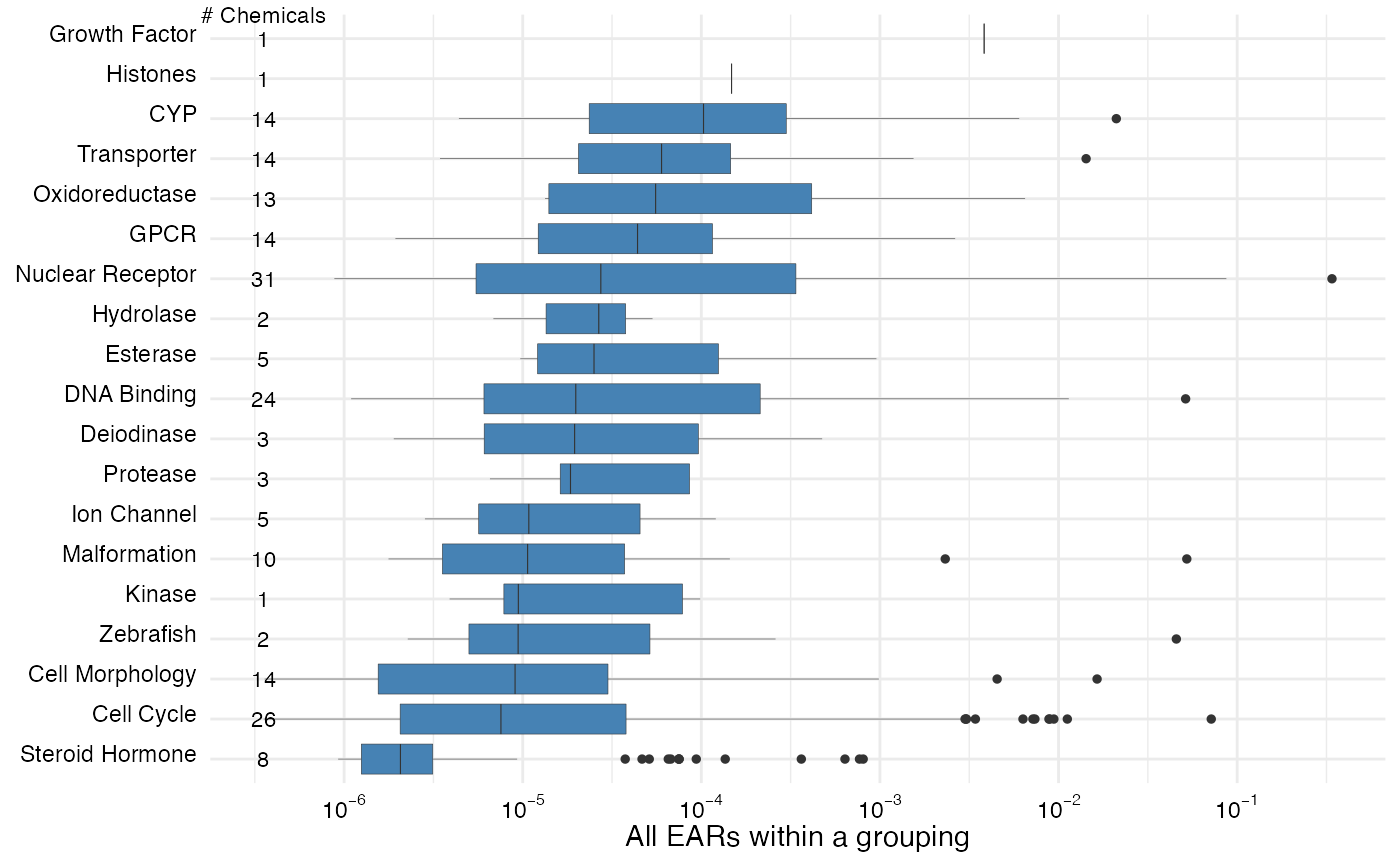 # Chemicals
Growth Factor 1
Histones 1
CYP 14
Transporter 14
Oxidoreductase 13
GPCR 14
Nuclear Receptor 31
Hydrolase 2
Esterase 5
DNA Binding 24
Deiodinase 3
Protease 3
Ion Channel 5
Malformation 10
Kinase 1
Zebrafish 2
Cell Morphology 14
Cell Cycle 26
Steroid Hormone 8
10⁻⁶ 10⁻⁵ 10⁻⁴ 10⁻³ 10⁻² 10⁻¹
All EARs within a grouping